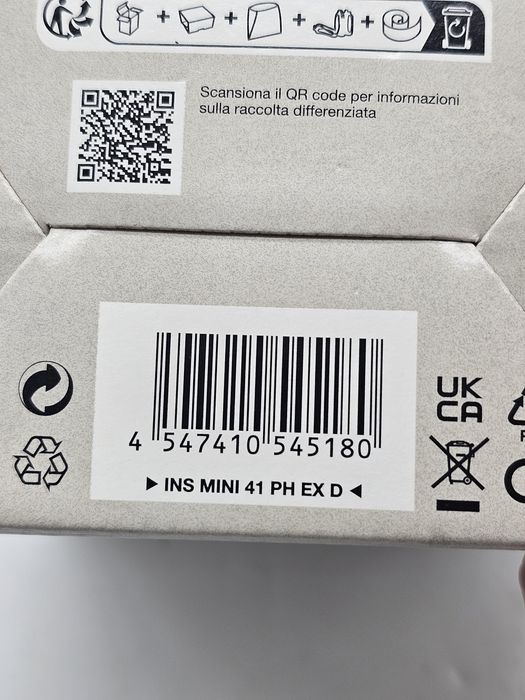 Scansiona il QR code per informazioni
sulla raccolta differenziata
4 547410 545180
INS MINI 41 PH EX D
UK
CA